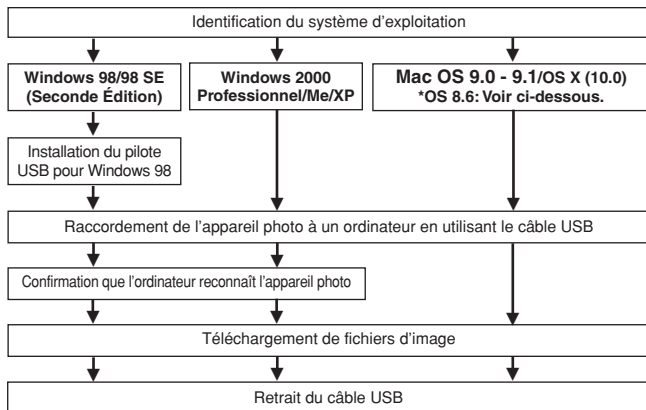 Identification du système d'exploitation
Windows 98/98 SE
(Seconde Édition)
Windows 2000
Professionnel/Me/XP
Mac OS 9.0 - 9.1/OS X (10.0)
*OS 8.6: Voir ci-dessous.
Installation du pilote
USB pour Windows 98
Raccordement de l'appareil photo à un ordinateur en utilisant le câble USB
Confirmation que l'ordinateur reconnaît l'appareil photo
Téléchargement de fichiers d'image
Retrait du câble USB